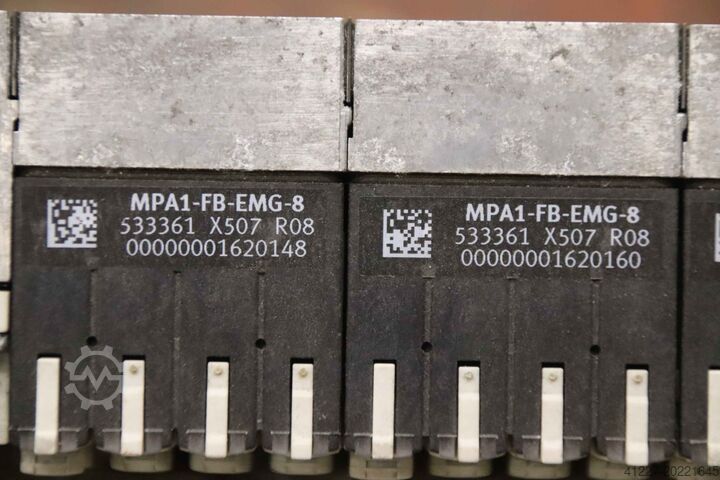 MPA1-FB-EMG-8
533361 X507 R08
00000001620148
MPA1-FB-EMG-8
533361 X507 R08
00000001620160